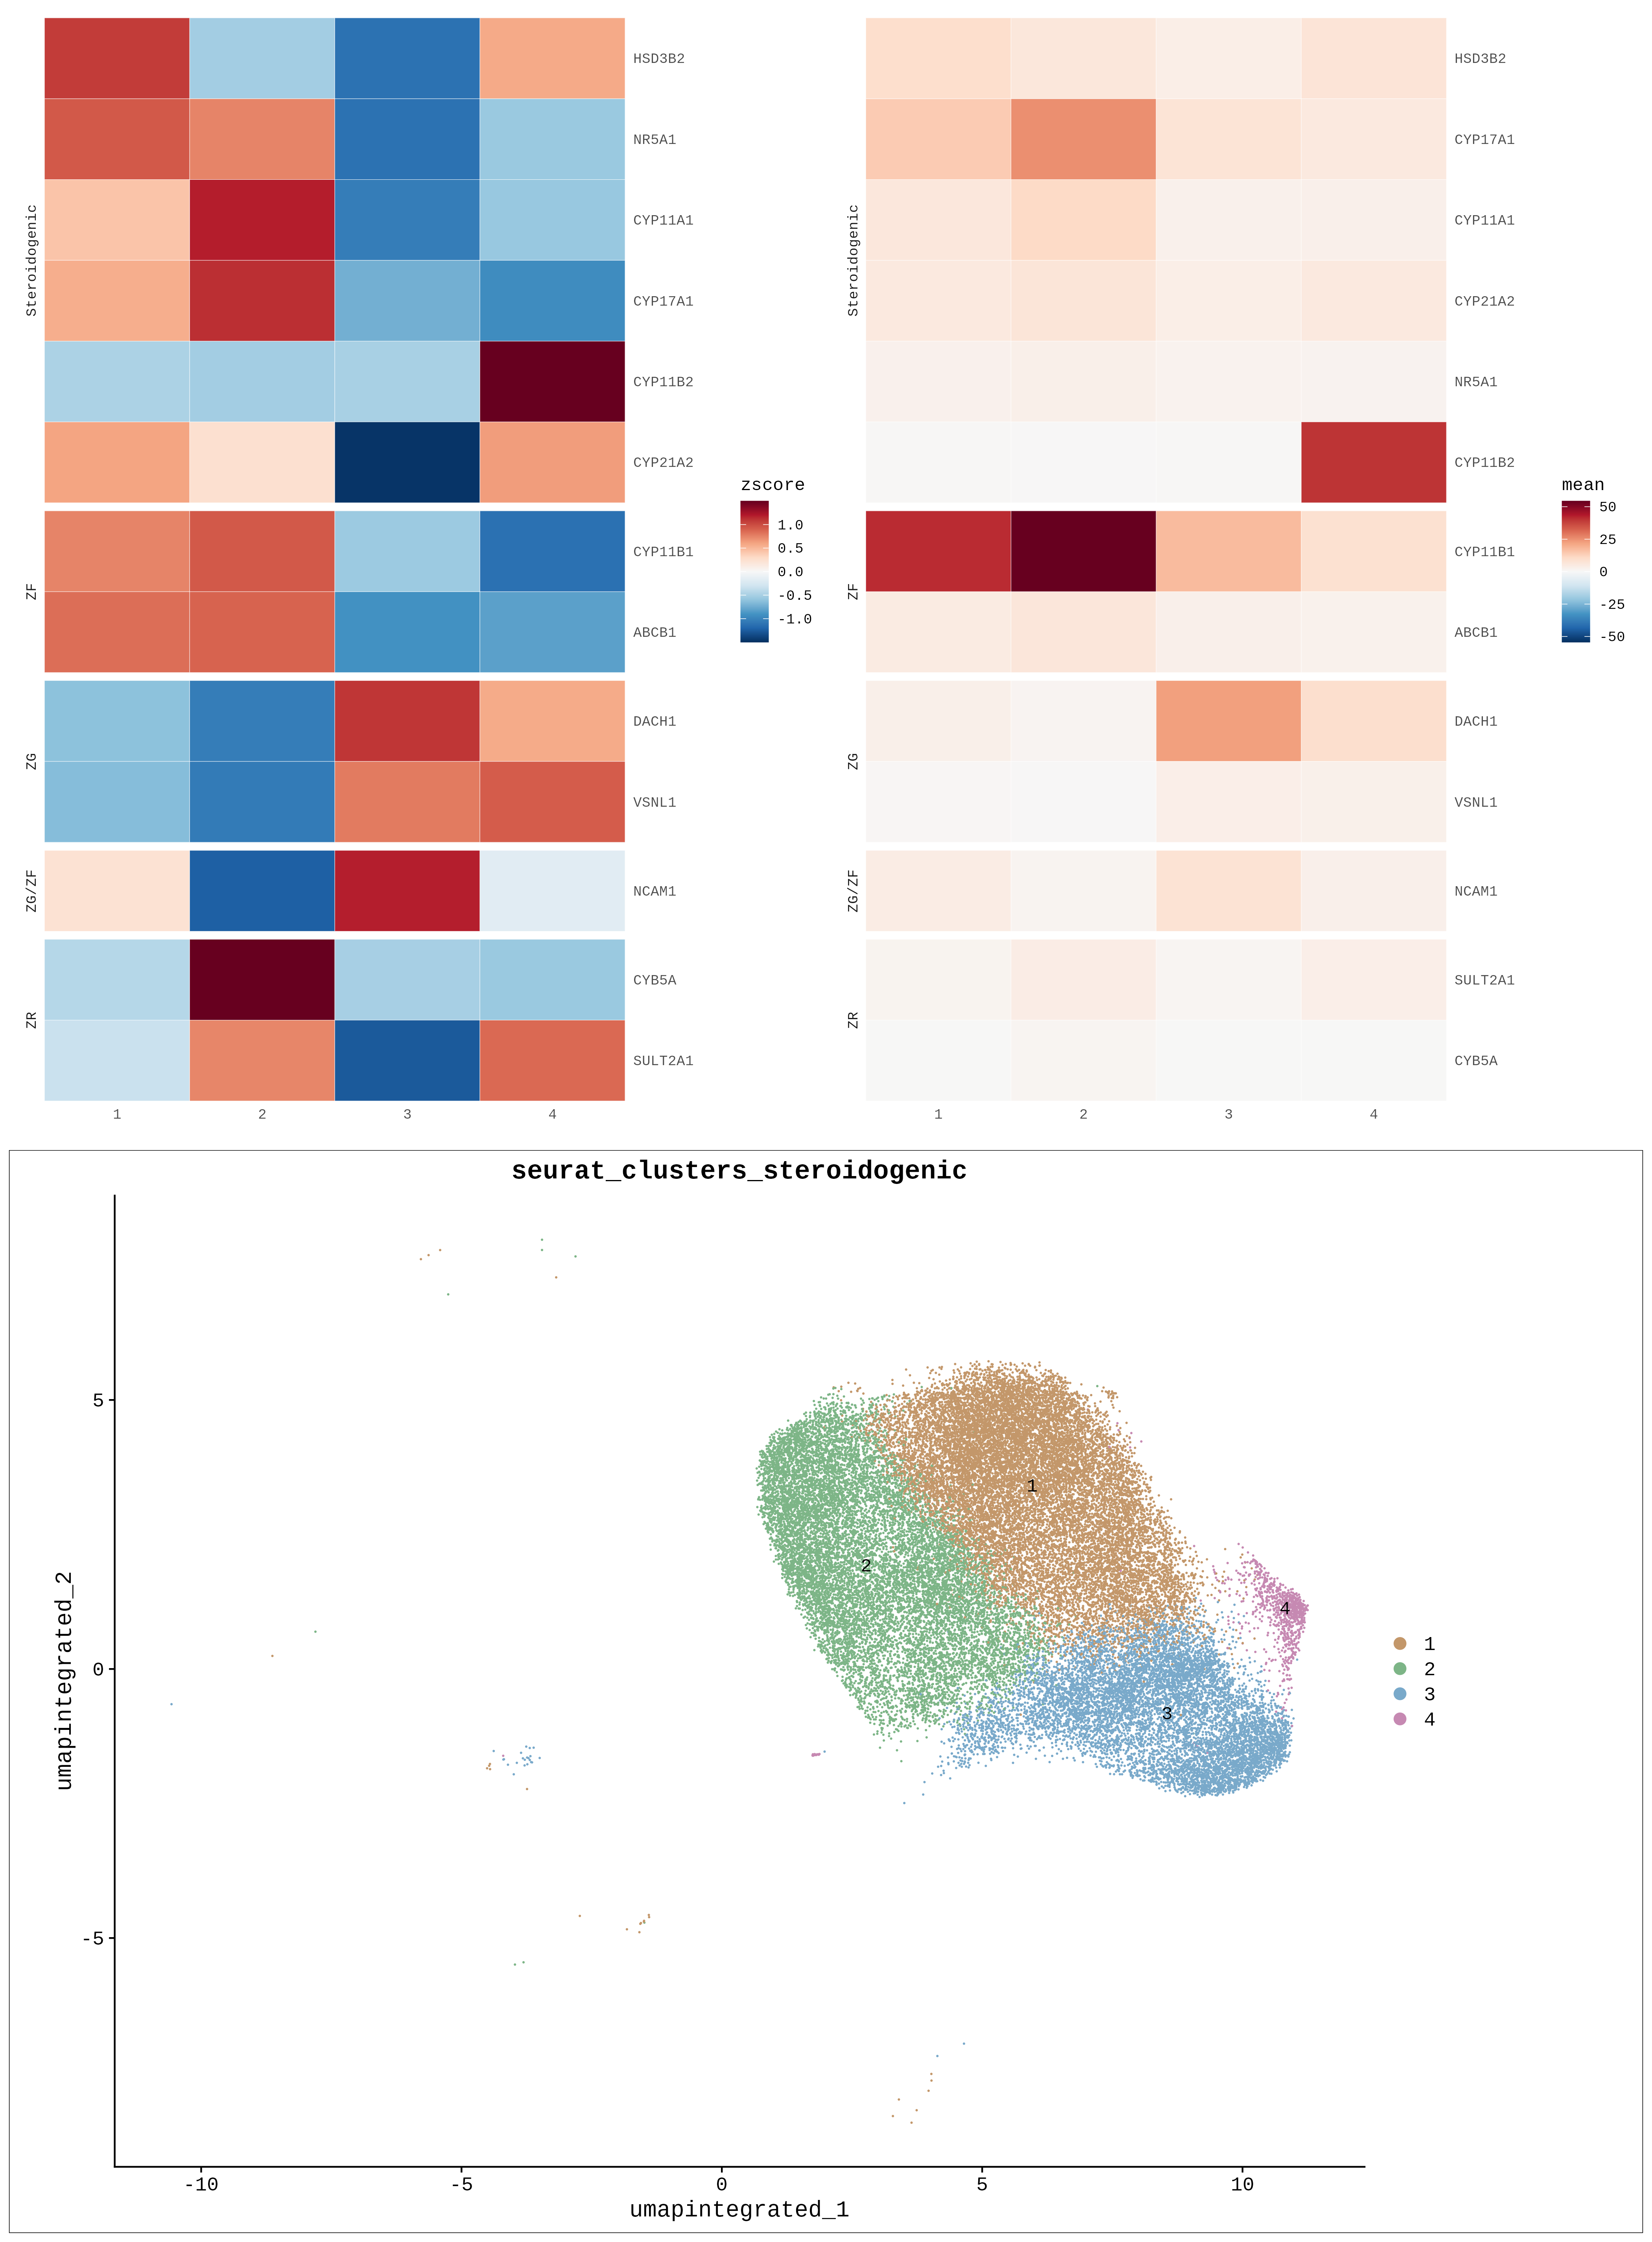 Steroidogenic
HSD3B2
NR5A1
CYP11A1
CYP17A1
CYP11B2
CYP21A2
ZF
CYP11B1
ABCB1
ZG
DACH1
VSNL1
ZG/ZF
NCAM1
ZR
CYB5A
SULT2A1
1 2 3 4
zscore
1.0
0.5
0.0
-0.5
-1.0
Steroidogenic
HSD3B2
CYP17A1
CYP11A1
CYP21A2
NR5A1
CYP11B2
ZF
CYP11B1
ABCB1
ZG
DACH1
VSNL1
ZG/ZF
NCAM1
ZR
SULT2A1
CYB5A
1 2 3 4
mean
50
25
0
-25
-50
seurat_clusters_steroidogenic
umapintegrated_2
5
0
-5
1
2
3
4
-10 -5 0 5 10
umapintegrated_1
1
2
3
4